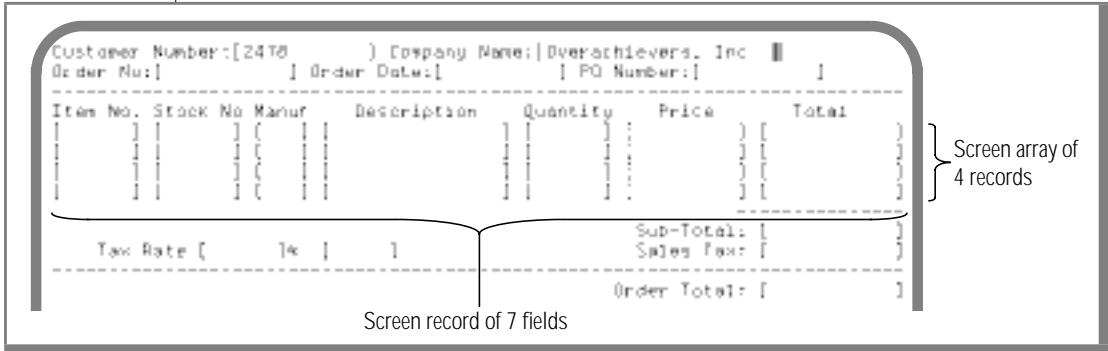 Customer Number:[2478 ] Company Name:[Overachievers, Inc ]
Order No:[ ] Order Date:[ ] PO Number:[ ]
Item No. Stock No Manuf Description Quantity Price Total
[ ] [ ] [ ] [ ] [ ] [ ] [ ]
[ ] [ ] [ ] [ ] [ ] [ ] [ ]
[ ] [ ] [ ] [ ] [ ] [ ] [ ]
[ ] [ ] [ ] [ ] [ ] [ ] [ ]
Screen array of
4 records
Sub-Total: [ ]
Tax Rate [ ]% [ ] Sales Tax: [ ]
Order Total: [ ]
Screen record of 7 fields